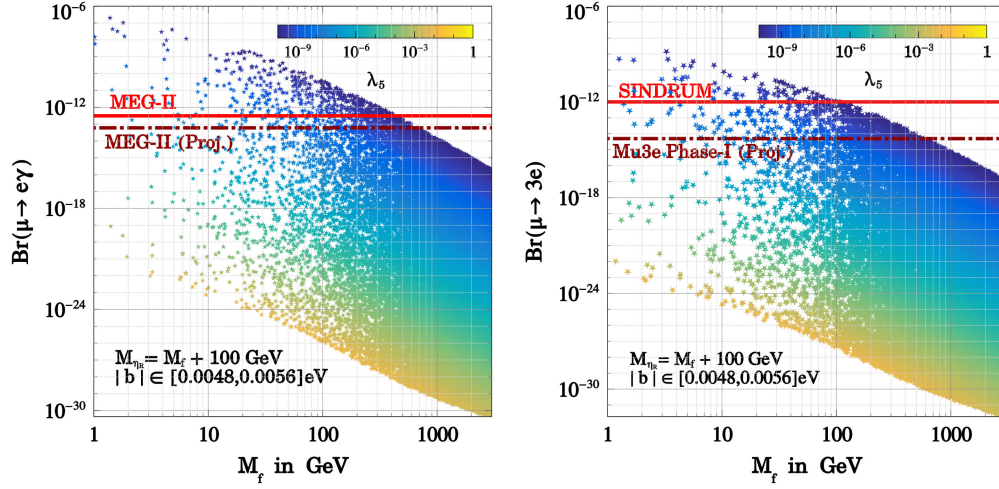 10⁻⁹ 10⁻⁶ 10⁻³ 1
λ₅
MEG-II
MEG-II (Proj.)
Br(μ→ eγ)
10⁻⁶
10⁻¹²
10⁻¹⁸
10⁻²⁴
10⁻³⁰
M_{η_R} = M_f + 100 GeV
| b | ∈ [0.0048,0.0056]eV
1 10 100 1000
M_f in GeV
10⁻⁹ 10⁻⁶ 10⁻³ 1
λ₅
SINDRUM
Mu3e Phase-I (Proj.)
Br(μ→ 3e)
10⁻⁶
10⁻¹²
10⁻¹⁸
10⁻²⁴
10⁻³⁰
M_{η_R} = M_f + 100 GeV
| b | ∈ [0.0048,0.0056]eV
1 10 100 1000
M_f in GeV